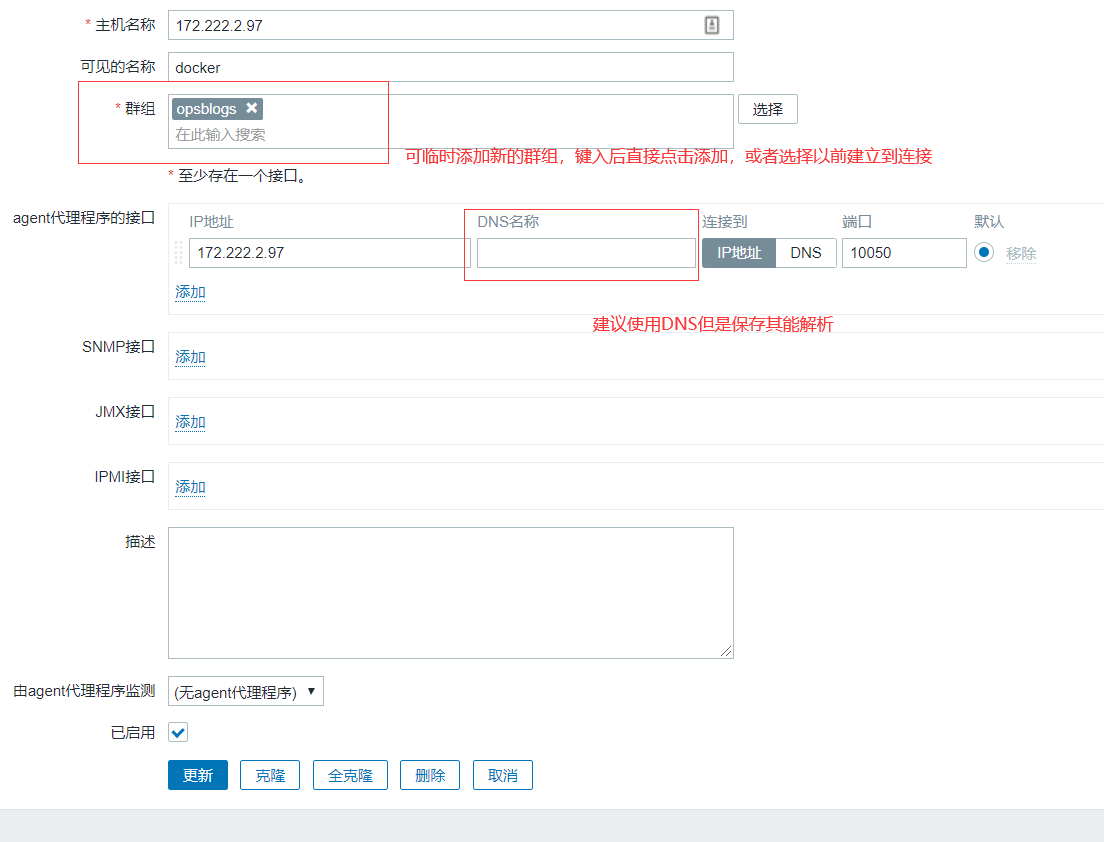 * 主机名称 172.222.2.97
可见的名称 docker
* 群组 opsblogs ✖ 选择
在此输入搜索
可临时添加新的群组，键入后直接点击添加，或者选择以前建立到连接
* 至少存在一个接口。
agent代理程序的接口 IP地址 DNS名称 连接到 端口 默认
172.222.2.97 IP地址 DNS 10050 移除
添加
建议使用DNS但是保存其能解析
SNMP接口 添加
JMX接口 添加
IPMI接口 添加
描述
由agent代理程序监测 (无agent代理程序) ▼
已启用
更新 克隆 全克隆 删除 取消